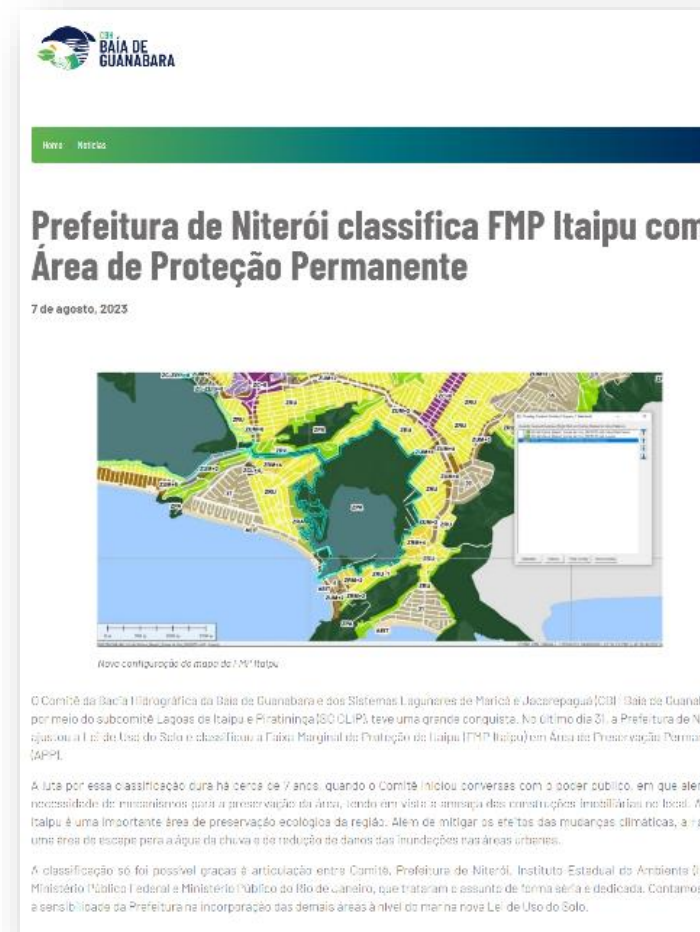 CBH
BAÍA DE
GUANABARA
Home Notícias
Prefeitura de Niterói classifica FMP Itaipu com
Área de Proteção Permanente
7 de agosto, 2023
Nova configuração do mapa da FMP Itaipu
O Comitê da Bacia Hidrográfica da Baía de Guanabara e dos Sistemas Lagunares de Maricá e Jacarepaguá (CBH Baía de Guanab
por meio do subcomitê Lagoas de Itaipu e Piratininga (SC CLIP), teve uma grande conquista. No último dia 31, a Prefeitura de N
ajustou a Lei de Uso do Solo e classificou a Faixa Marginal de Proteção de Itaipu (FMP Itaipu) em Área de Preservação Perma
(APP).
A luta por essa classificação dura há cerca de 7 anos, quando o Comitê iniciou conversas com o poder público, em que aler
necessidade de mecanismos para a preservação da área, tendo em vista a ameaça das construções imobiliárias no local. A
Itaipu é uma importante área de preservação ecológica da região. Além de mitigar os efeitos das mudanças climáticas, a
uma área de escape para a água da chuva e de redução de danos das inundações nas áreas urbanas.
A classificação só foi possível graças à articulação entre Comitê, Prefeitura de Niterói, Instituto Estadual do Ambiente (I
Ministério Público Federal e Ministério Público do Rio de Janeiro, que trataram o assunto de forma séria e dedicada. Contamos
a sensibilidade da Prefeitura na incorporação das demais áreas à nível do mar na nova Lei de Uso do Solo.